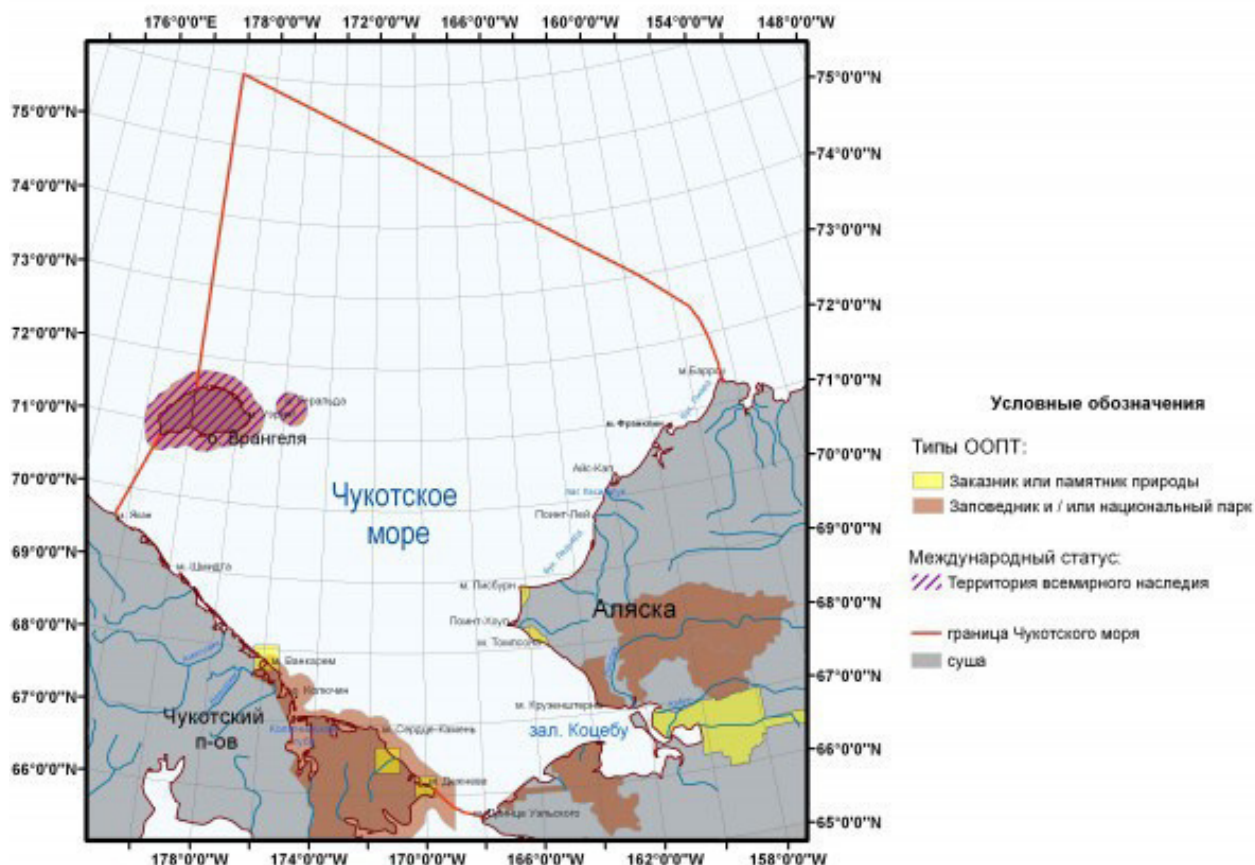 176°0'0"E 178°0'0"W 172°0'0"W 166°0'0"W 160°0'0"W 154°0'0"W 148°0'0"W
75°0'0"N
74°0'0"N
73°0'0"N
72°0'0"N
71°0'0"N
70°0'0"N
69°0'0"N
68°0'0"N
67°0'0"N
66°0'0"N
75°0'0"N
74°0'0"N
73°0'0"N
72°0'0"N
71°0'0"N
70°0'0"N
69°0'0"N
68°0'0"N
67°0'0"N
66°0'0"N
65°0'0"N
м.Барроу
о. Врангеля
м. Франклин
Айс-Кап
Поинт-Лей
Чукотское
море
м. Якан
м. Шмидта
м. Лисбурн
Поинт-Хоуп
м. Томпсона
Аляска
м. Ванкарем
о. Колючин
Чукотский
п-ов
м. Сердце-Камень
м. Крузенштерна
зал. Коцебу
м. Дежнева
м. Принца Уэльского
178°0'0"W 174°0'0"W 170°0'0"W 166°0'0"W 162°0'0"W 158°0'0"W
Условные обозначения
Типы ООПТ:
Заказник или памятник природы
Заповедник и / или национальный парк
Международный статус:
Территория всемирного наследия
граница Чукотского моря
суша